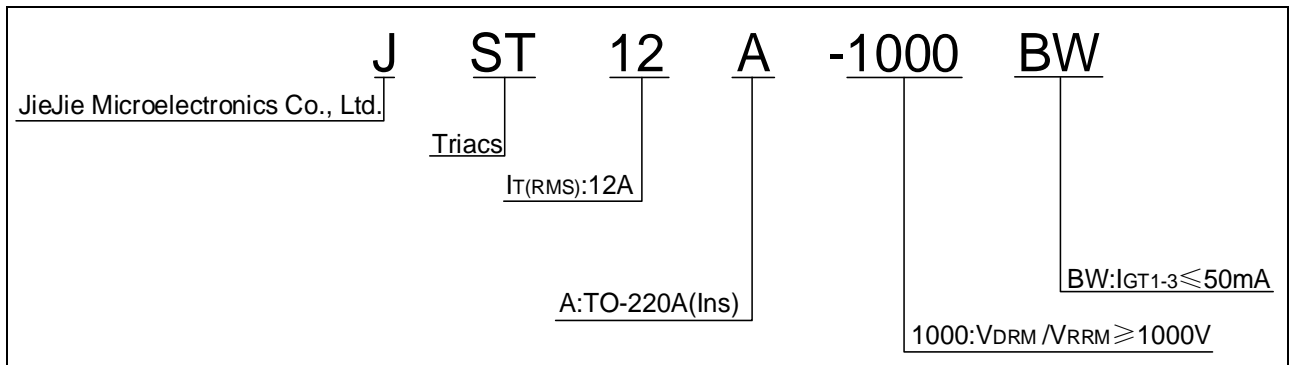 J ST 12 A -1000 BW
JieJie Microelectronics Co., Ltd.
Triacs
IT(RMS):12A
BW:IGT1-3≤50mA
A:TO-220A(Ins)
1000:VDRM /VRRM≥1000V